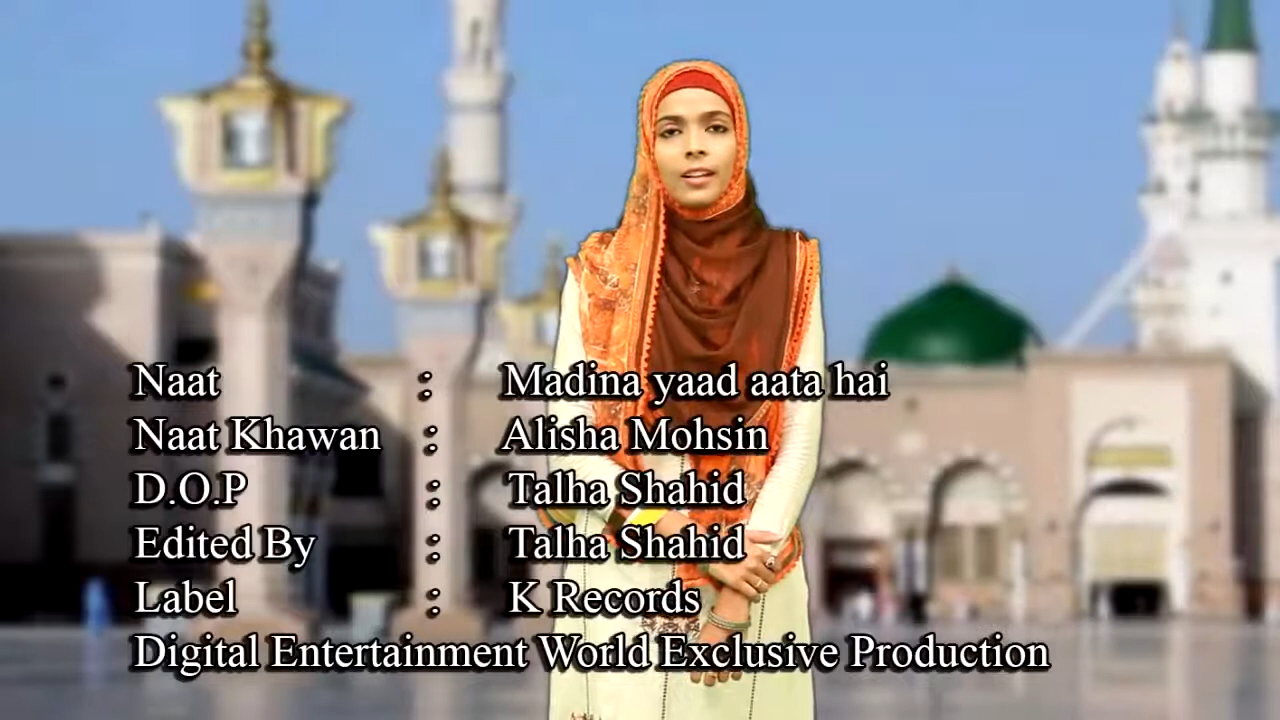 Naat : Madina yaad aata hai
Naat Khawan : Alisha Mohsin
D.O.P : Talha Shahid
Edited By : Talha Shahid
Label : K Records
Digital Entertainment World Exclusive Production